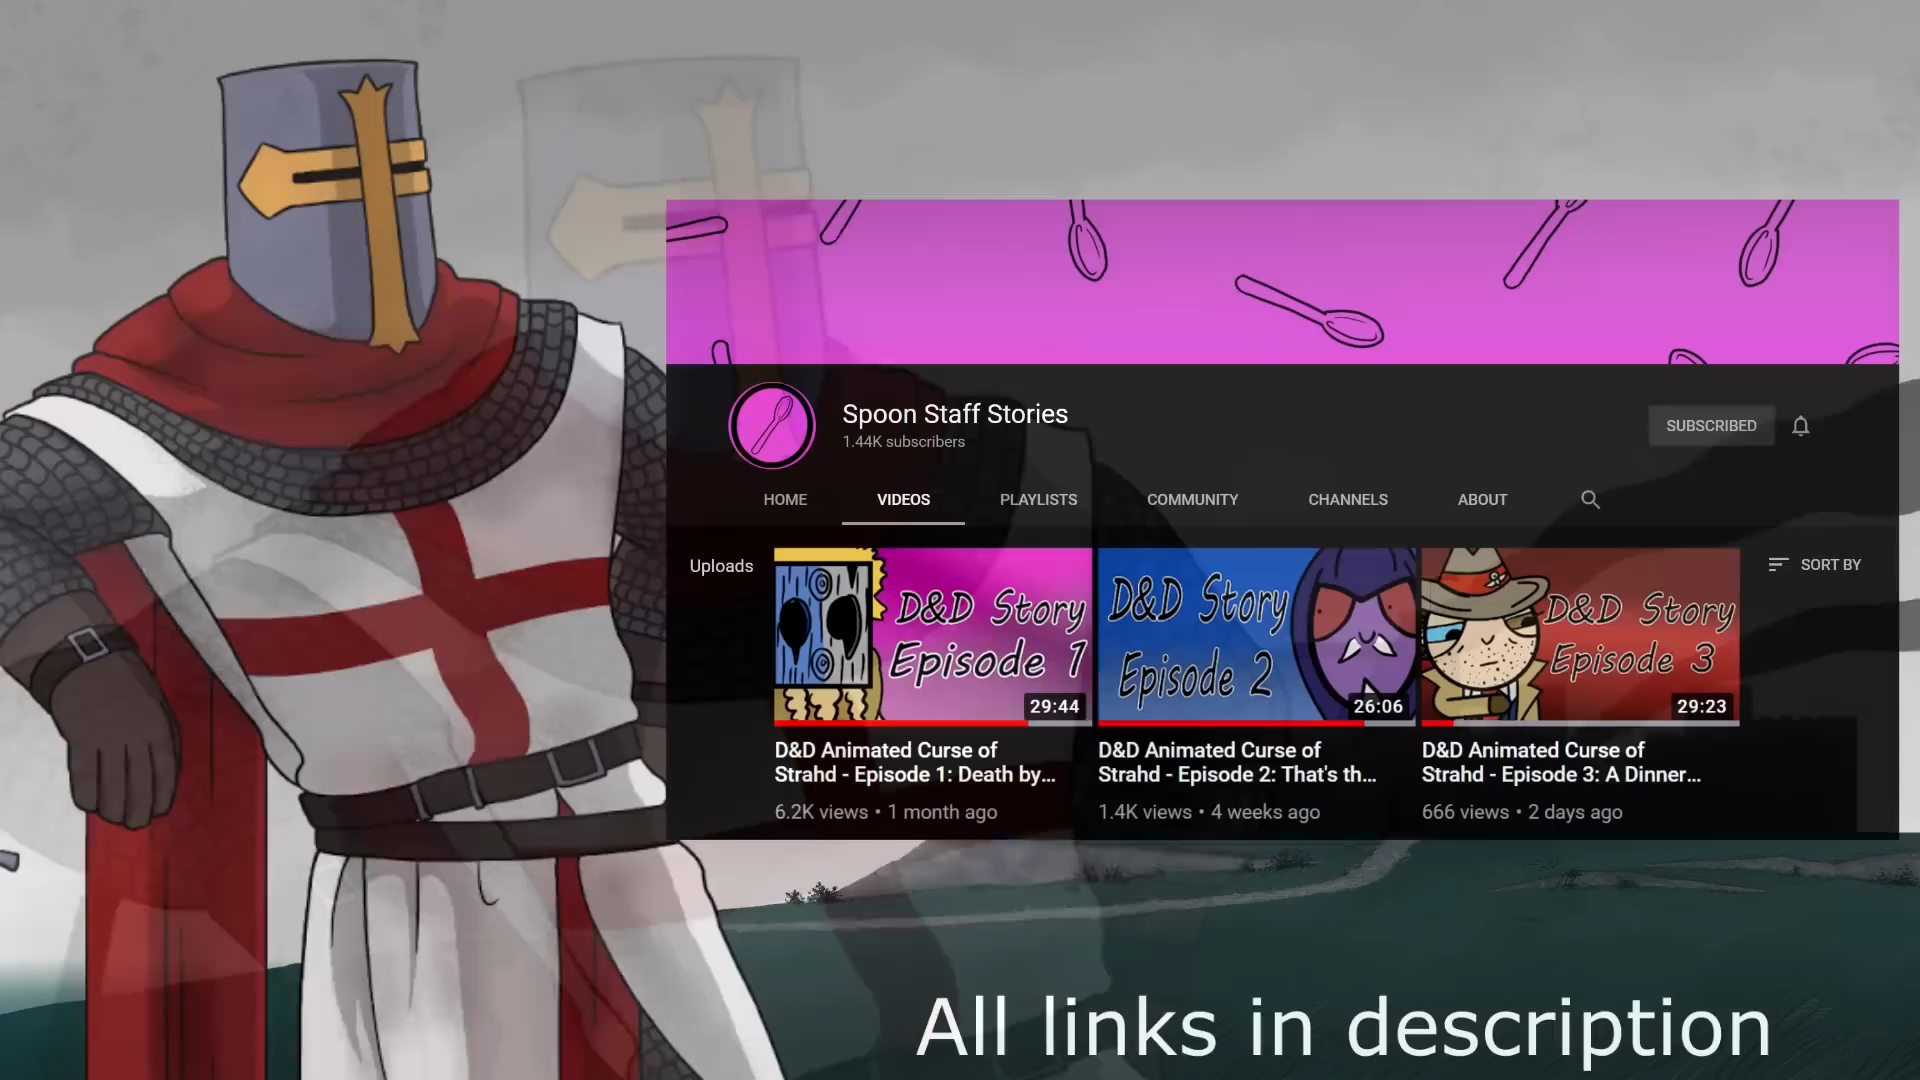 Spoon Staff Stories
1.44K subscribers
SUBSCRIBED
HOME VIDEOS PLAYLISTS COMMUNITY CHANNELS ABOUT
Uploads
SORT BY
D&D Story
Episode 1
29:44
D&D Story
Episode 2
26:06
D&D Story
Episode 3
29:23
D&D Animated Curse of
Strahd - Episode 1: Death by...
6.2K views • 1 month ago
D&D Animated Curse of
Strahd - Episode 2: That's th...
1.4K views • 4 weeks ago
D&D Animated Curse of
Strahd - Episode 3: A Dinner...
666 views • 2 days ago
All links in description